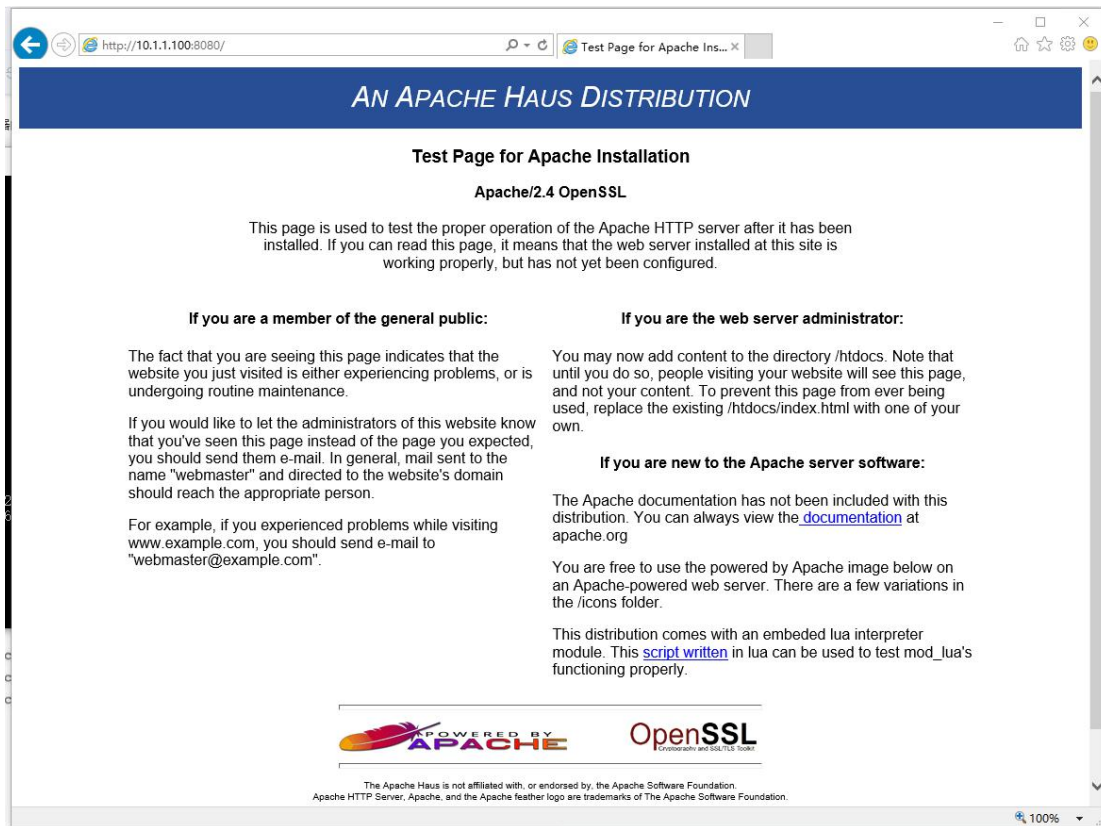 http://10.1.1.100:8080/
Test Page for Apache Ins...
AN APACHE HAUS DISTRIBUTION
Test Page for Apache Installation
Apache/2.4 OpenSSL
This page is used to test the proper operation of the Apache HTTP server after it has been
installed. If you can read this page, it means that the web server installed at this site is
working properly, but has not yet been configured.
If you are a member of the general public:
The fact that you are seeing this page indicates that the
website you just visited is either experiencing problems, or is
undergoing routine maintenance.
If you would like to let the administrators of this website know
that you've seen this page instead of the page you expected,
you should send them e-mail. In general, mail sent to the
name "webmaster" and directed to the website's domain
should reach the appropriate person.
For example, if you experienced problems while visiting
www.example.com, you should send e-mail to
"webmaster@example.com".
If you are the web server administrator:
You may now add content to the directory /htdocs. Note that
until you do so, people visiting your website will see this page,
and not your content. To prevent this page from ever being
used, replace the existing /htdocs/index.html with one of your
own.
If you are new to the Apache server software:
The Apache documentation has not been included with this
distribution. You can always view the documentation at
apache.org
You are free to use the powered by Apache image below on
an Apache-powered web server. There are a few variations in
the /icons folder.
This distribution comes with an embeded lua interpreter
module. This script written in lua can be used to test mod_lua's
functioning properly.
POWERED BY
APACHE
OpenSSL
Cryptography and SSL/TLS Toolkit
The Apache Haus is not affiliated with, or endorsed by, the Apache Software Foundation.
Apache HTTP Server, Apache, and the Apache feather logo are trademarks of The Apache Software Foundation.
100%